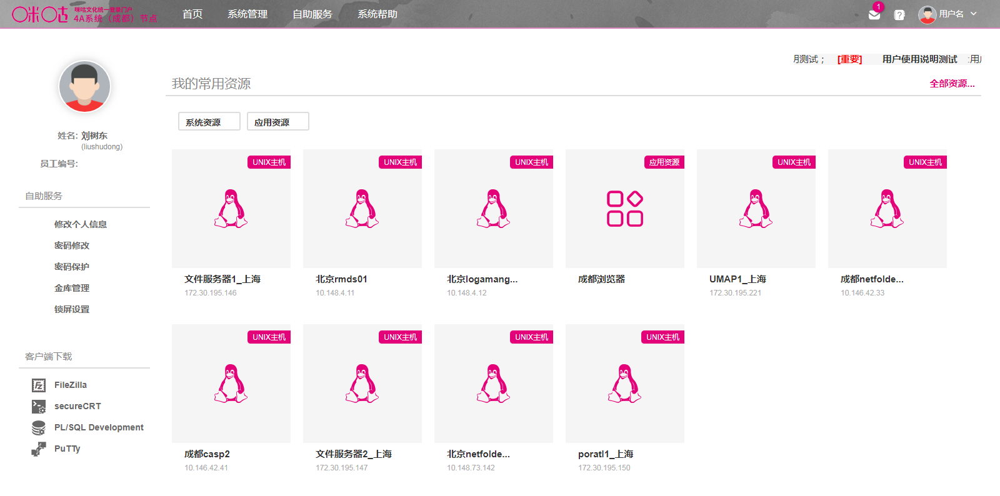 咪咕 咪咕文化统一登录门户
4A系统（成都）节点
首页 系统管理 自助服务 系统帮助
1 ? 用户名
测试； [重要] 用户使用说明测试 :用
我的常用资源 全部资源...
系统资源 应用资源
姓名: 刘树东
(liushudong)
员工编号:
自助服务
修改个人信息
密码修改
密码保护
金库管理
锁屏设置
客户端下载
FZ FileZilla
secureCRT
PL/SQL Development
PuTTy
UNIX主机 UNIX主机 UNIX主机 应用资源 UNIX主机 UNIX主机
文件服务器1_上海 北京rmds01 北京logamang... 成都浏览器 UMAP1_上海 成都netfolde...
172.30.195.146 10.148.4.11 10.148.4.12 172.30.195.221 10.146.42.33
UNIX主机 UNIX主机 UNIX主机 UNIX主机
成都casp2 文件服务器2_上海 北京netfolde... poratl1_上海
10.146.42.41 172.30.195.147 10.148.73.142 172.30.195.150